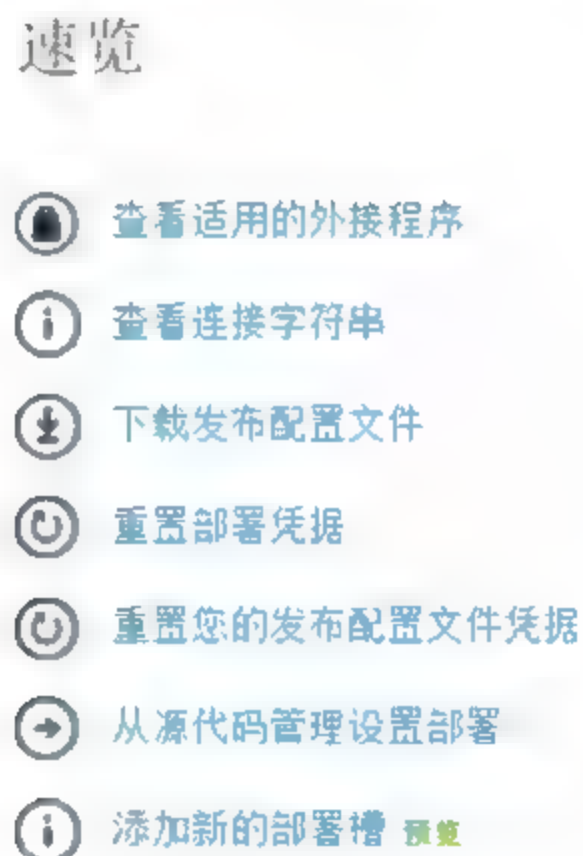 速览
查看适用的外接程序
查看连接字符串
下载发布配置文件
重置部署凭据
重置您的发布配置文件凭据
从源代码管理设置部署
添加新的部署槽 预览